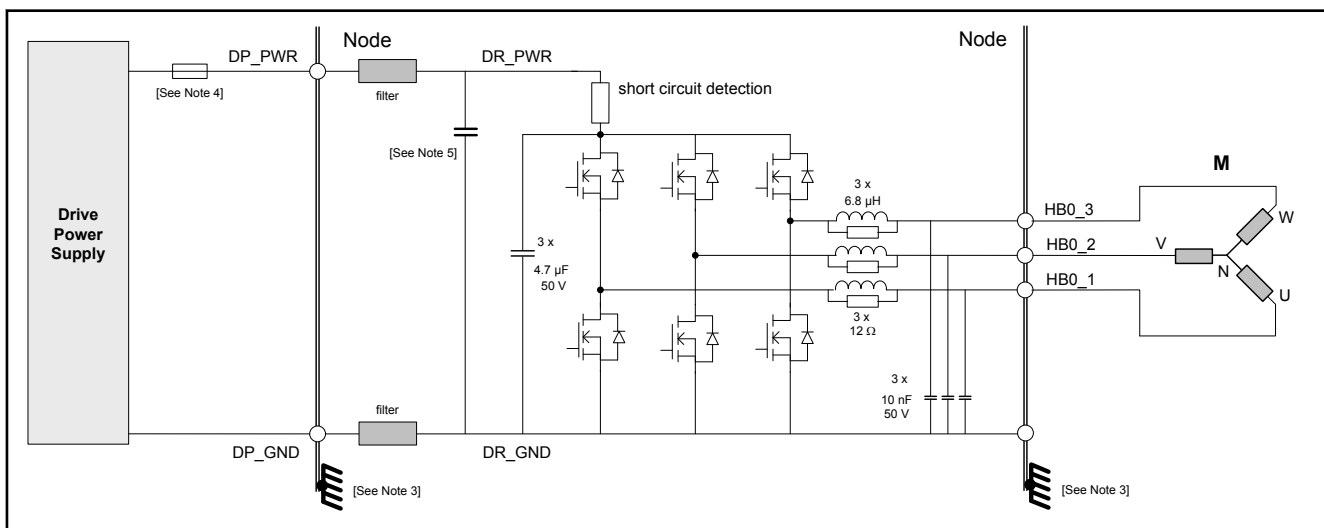 Node
Node
DP_PWR
DR_PWR
[See Note 4]
filter
short circuit detection
[See Note 5]
Drive
Power
Supply
3 x
4.7 µF
50 V
3 x
6.8 µH
HB0_3
HB0_2
HB0_1
M
W
V
N
U
3 x
12 Ω
3 x
10 nF
50 V
filter
DP_GND
DR_GND
[See Note 3]
[See Note 3]